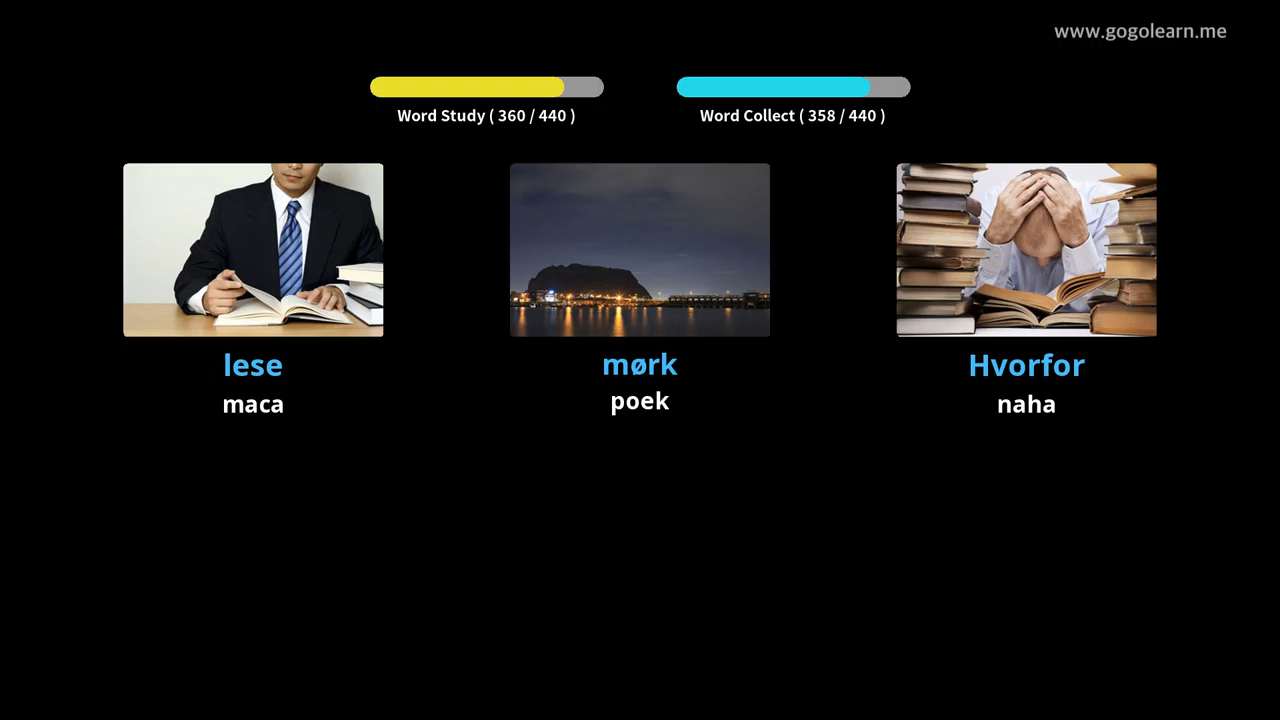 www.gogolearn.me
Word Study ( 360 / 440 )
Word Collect ( 358 / 440 )
lese
mørk
Hvorfor
maca
poek
naha